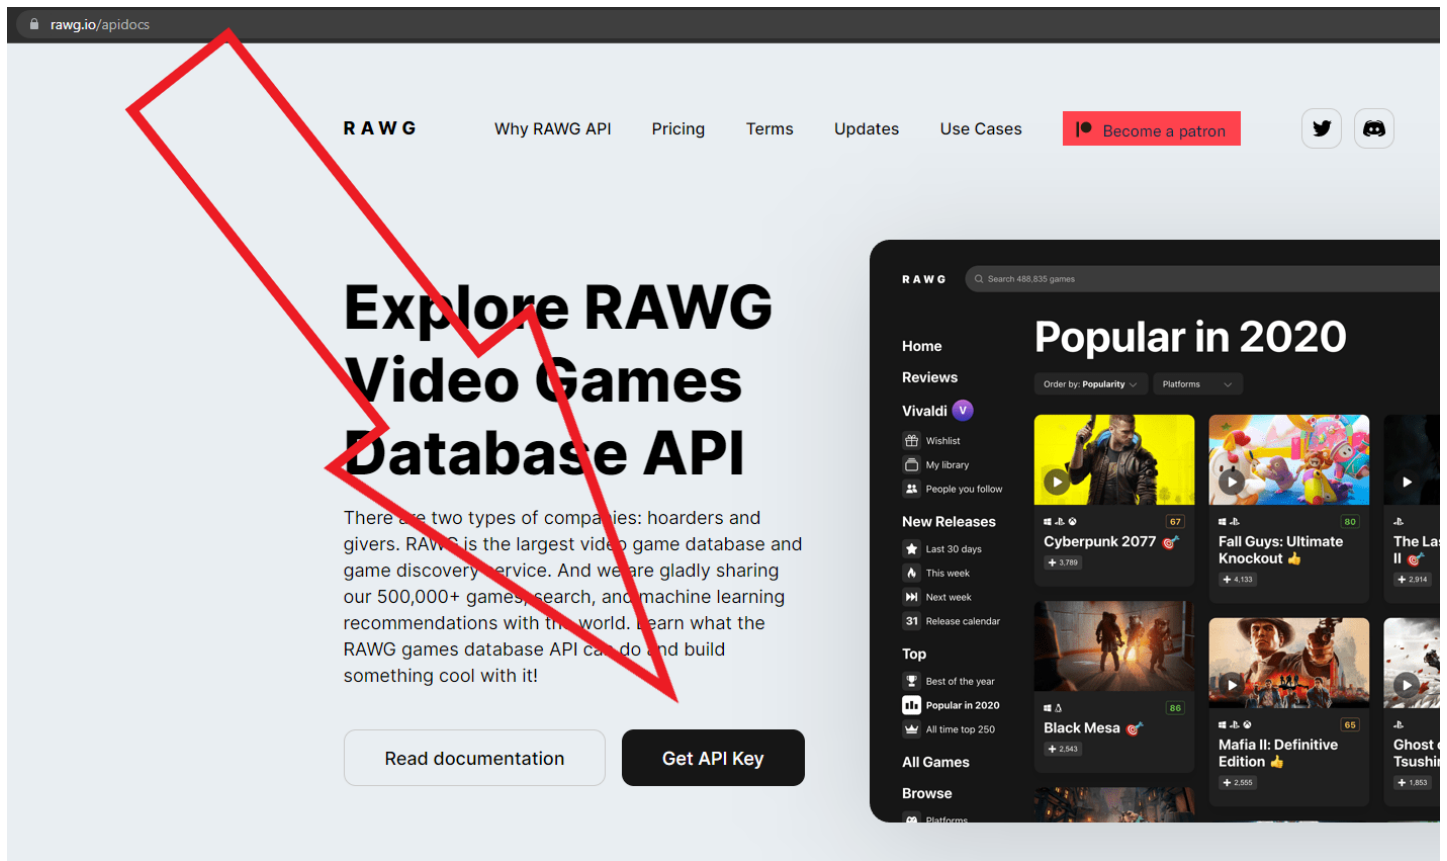 rawg.io/apidocs
RAWG
Why RAWG API
Pricing
Terms
Updates
Use Cases
Become a patron
Explore RAWG
Video Games
Database API
There are two types of companies: hoarders and
givers. RAWG is the largest video game database and
game discovery service. And we are gladly sharing
our 500,000+ games, search, and machine learning
recommendations with the world. Learn what the
RAWG games database API can do and build
something cool with it!
Read documentation
Get API Key
RAWG
Search 488,835 games
Home
Reviews
Vivaldi
V
Wishlist
My library
People you follow
New Releases
Last 30 days
This week
Next week
31 Release calendar
Top
Best of the year
Popular in 2020
All time top 250
All Games
Browse
Platforms
Popular in 2020
Order by: Popularity
Platforms
67
Cyberpunk 2077
+ 3,789
80
Fall Guys: Ultimate
Knockout
+ 4,133
The Las
II
+ 2,914
86
Black Mesa
+ 2,543
65
Mafia II: Definitive
Edition
+ 2,555
Ghost o
Tsushin
+ 1,853